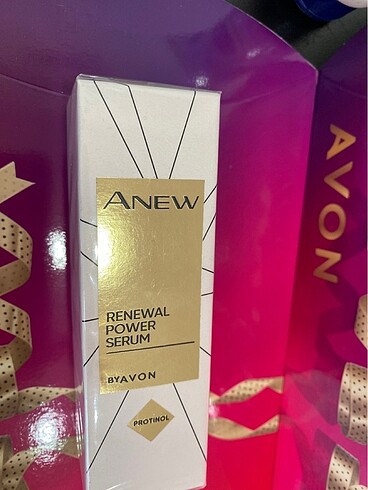 ANEW
RENEWAL
POWER
SERUM
BY AVON
PROTINOL
AVON